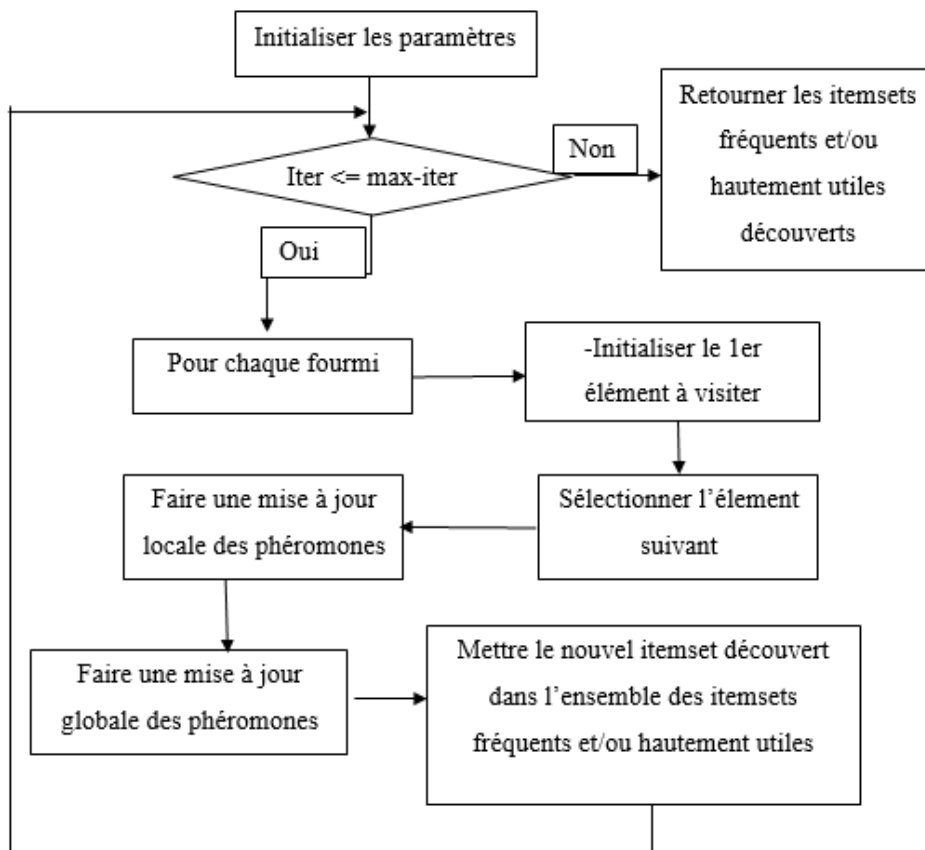 Initialiser les paramètres
Iter <= max-iter
Non
Retourner les itemsets
fréquents et/ou
hautement utiles
découverts
Oui
Pour chaque fourmi
-Initialiser le 1er
élément à visiter
Sélectionner l’élement
suivant
Faire une mise à jour
locale des phéromones
Faire une mise à jour
globale des phéromones
Mettre le nouvel itemset découvert
dans l’ensemble des itemsets
fréquents et/ou hautement utiles